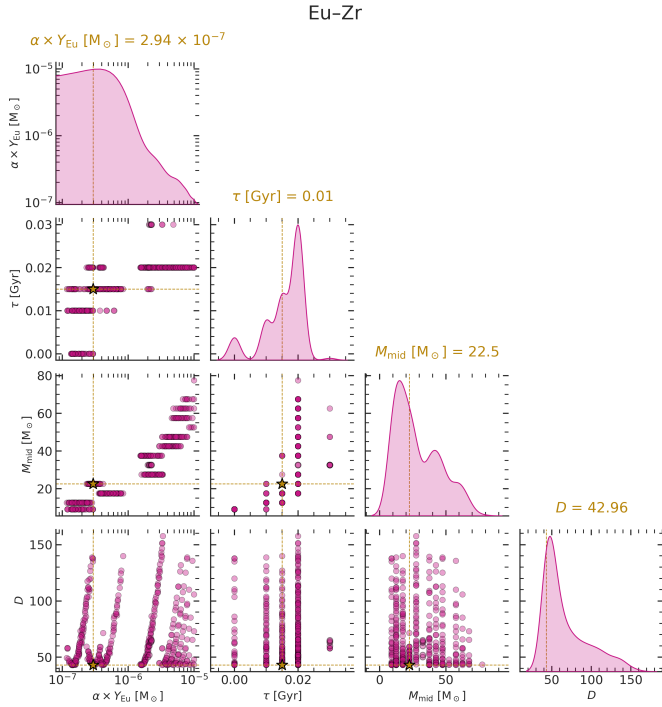 Eu–Zr
α × Y_Eu [M_⊙] = 2.94 × 10⁻⁷
10⁻⁵
10⁻⁶
10⁻⁷
α × Y_Eu [M_⊙]
τ [Gyr] = 0.01
0.03
0.02
0.01
0.00
τ [Gyr]
M_mid [M_⊙] = 22.5
80
60
40
20
M_mid [M_⊙]
D = 42.96
150
100
50
D
10⁻⁷ 10⁻⁶ 10⁻⁵
0.00 0.02
0 50
50 100 150
α × Y_Eu [M_⊙] τ [Gyr] M_mid [M_⊙] D